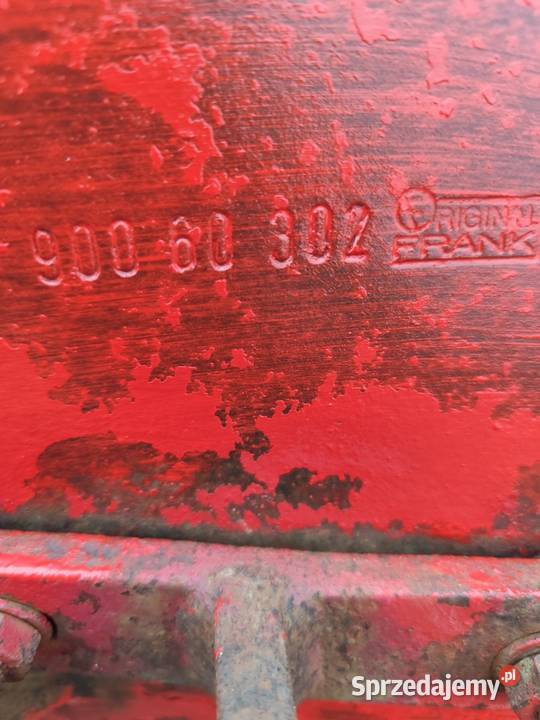 900 60 302 ORIGINAL
FRANK
Sprzedajemy.pl